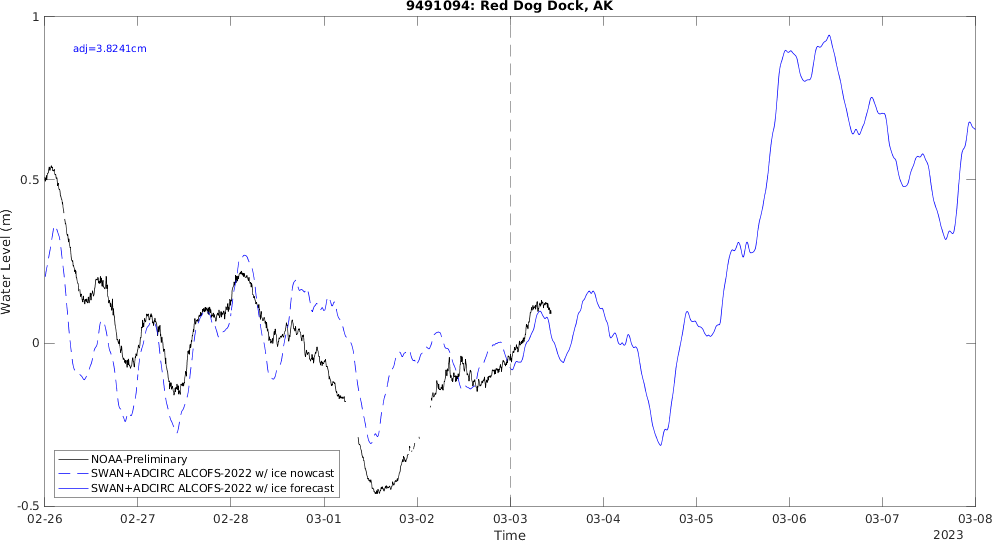 9491094: Red Dog Dock, AK
adj=3.8241cm
1
0.5
0
-0.5
Water Level (m)
NOAA-Preliminary
SWAN+ADCIRC ALCOFS-2022 w/ ice nowcast
SWAN+ADCIRC ALCOFS-2022 w/ ice forecast
02-26 02-27 02-28 03-01 03-02 03-03 03-04 03-05 03-06 03-07 03-08
Time
2023